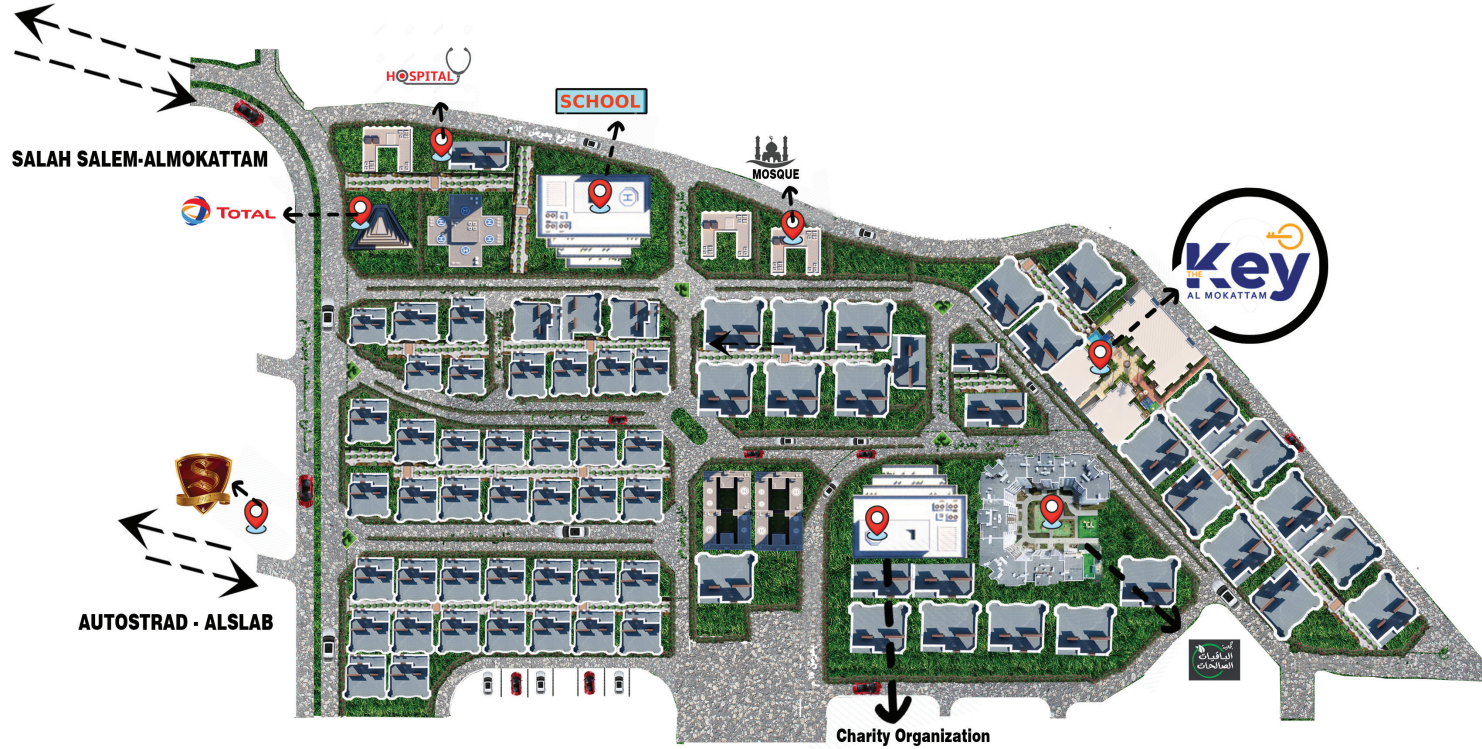 HOSPITAL
SCHOOL
SALAH SALEM-ALMOKATTAM
MOSQUE
TOTAL
THE Key
AL MOKATTAM
S
AUTOSTRAD - ALSLAB
الباقيات
الصالحات
Charity Organization